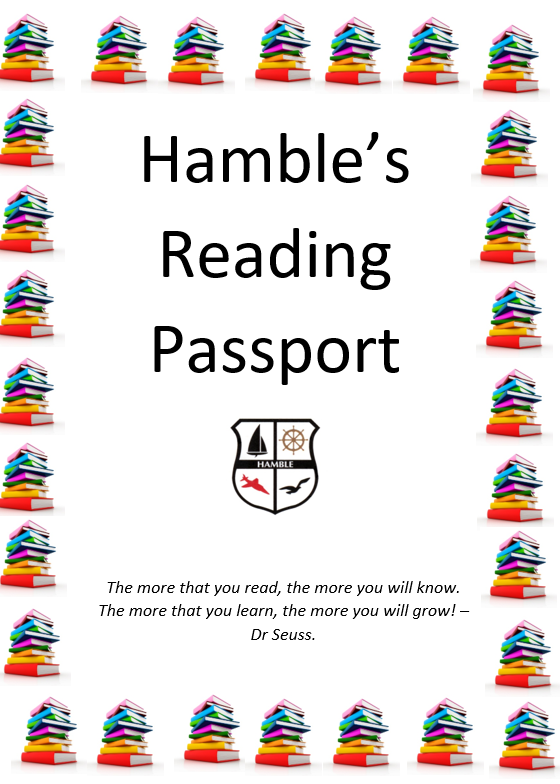 Hamble’s
Reading
Passport
HAMBLE
The more that you read, the more you will know.
The more that you learn, the more you will grow! –
Dr Seuss.